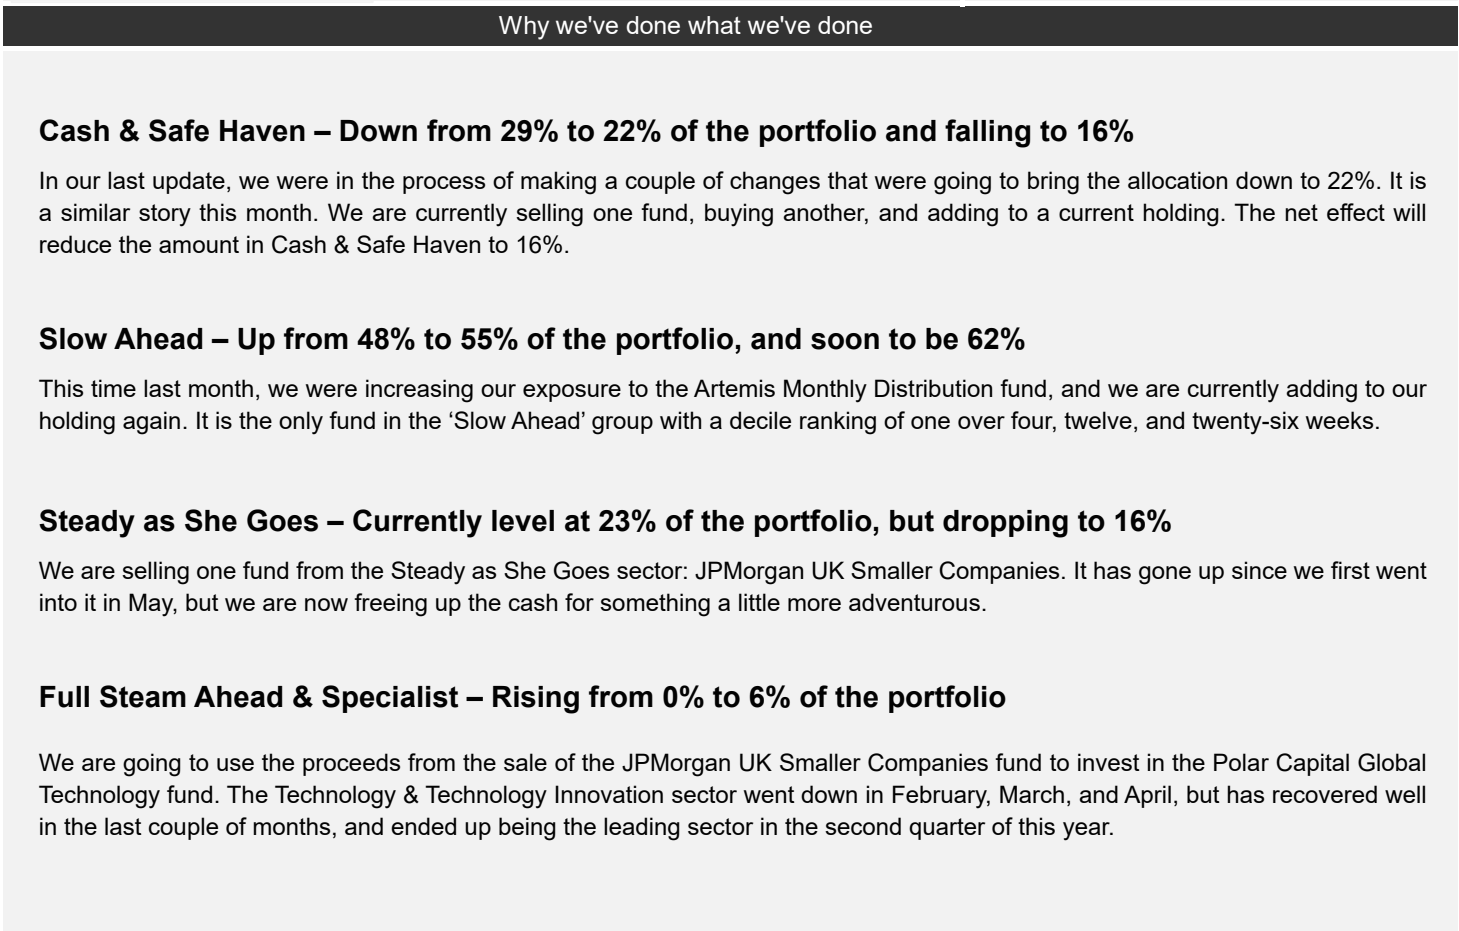 Why we've done what we've done
Cash & Safe Haven – Down from 29% to 22% of the portfolio and falling to 16%
In our last update, we were in the process of making a couple of changes that were going to bring the allocation down to 22%. It is
a similar story this month. We are currently selling one fund, buying another, and adding to a current holding. The net effect will
reduce the amount in Cash & Safe Haven to 16%.
Slow Ahead – Up from 48% to 55% of the portfolio, and soon to be 62%
This time last month, we were increasing our exposure to the Artemis Monthly Distribution fund, and we are currently adding to our
holding again. It is the only fund in the ‘Slow Ahead’ group with a decile ranking of one over four, twelve, and twenty-six weeks.
Steady as She Goes – Currently level at 23% of the portfolio, but dropping to 16%
We are selling one fund from the Steady as She Goes sector: JPMorgan UK Smaller Companies. It has gone up since we first went
into it in May, but we are now freeing up the cash for something a little more adventurous.
Full Steam Ahead & Specialist – Rising from 0% to 6% of the portfolio
We are going to use the proceeds from the sale of the JPMorgan UK Smaller Companies fund to invest in the Polar Capital Global
Technology fund. The Technology & Technology Innovation sector went down in February, March, and April, but has recovered well
in the last couple of months, and ended up being the leading sector in the second quarter of this year.